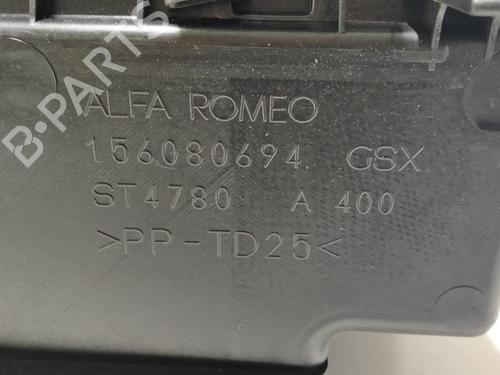 B-PARTS
ALFA ROMEO
156080694 GSX
ST4780 A 400
>PP-TD25<